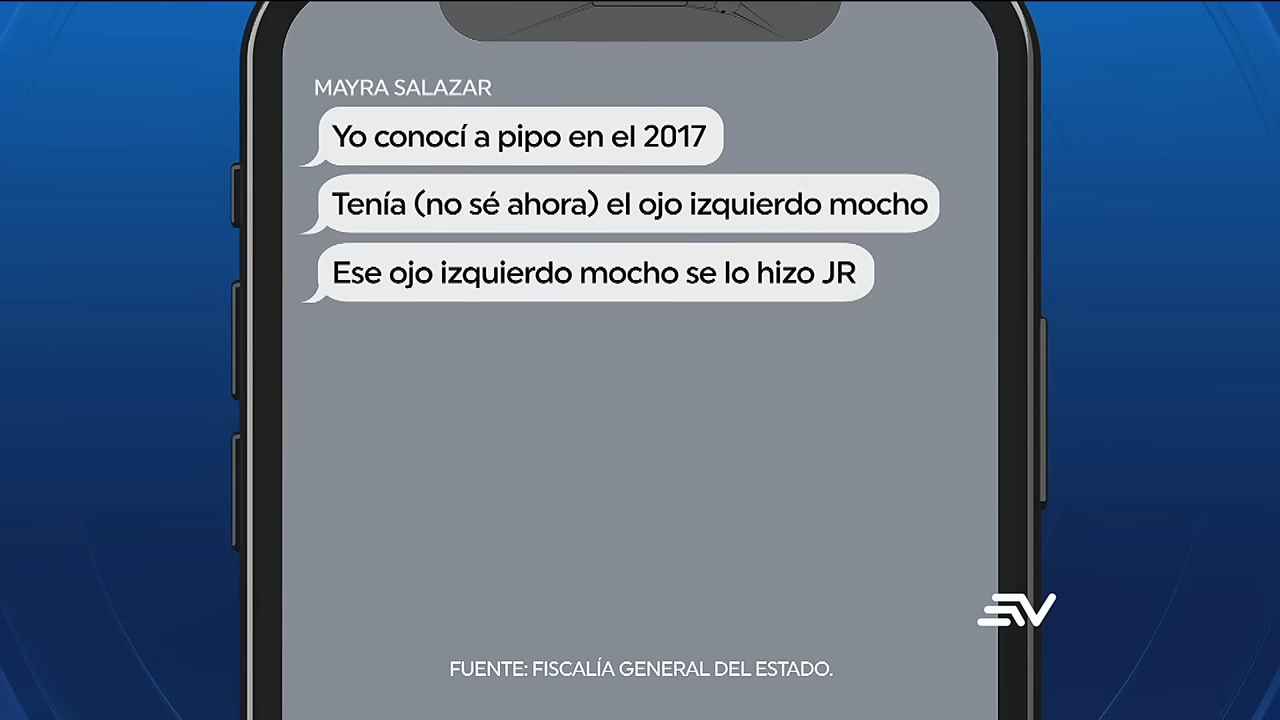 MAYRA SALAZAR
Yo conocí a pipo en el 2017
Tenía (no sé ahora) el ojo izquierdo mocho
Ese ojo izquierdo mocho se lo hizo JR
FUENTE: FISCALÍA GENERAL DEL ESTADO.